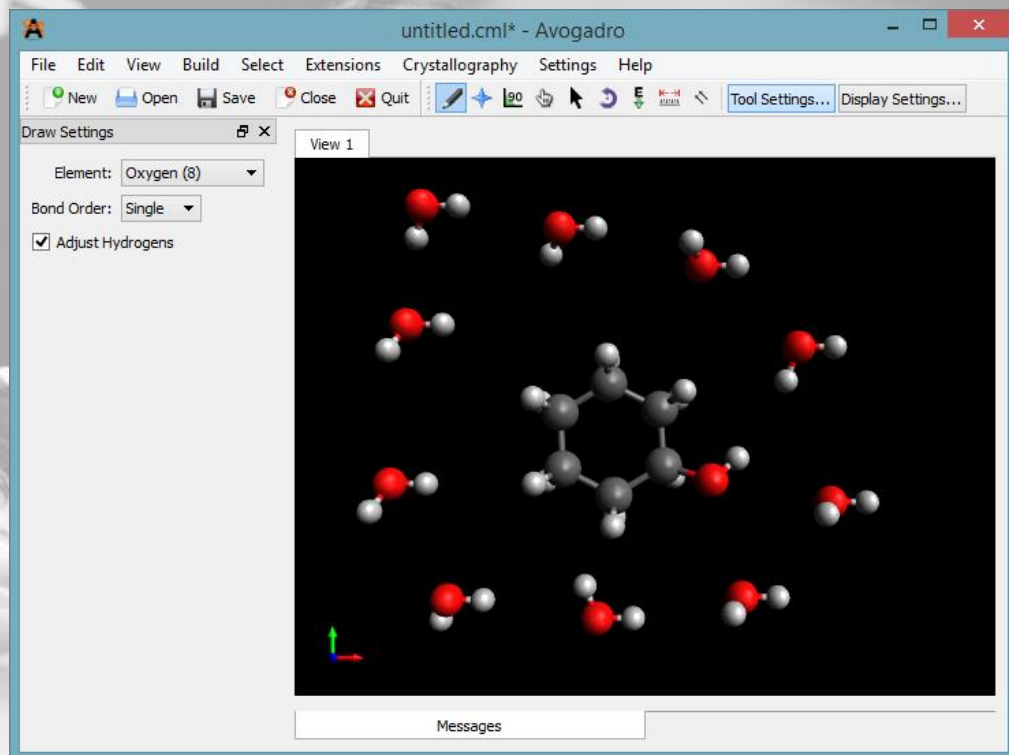 untitled.cml* - Avogadro
File Edit View Build Select Extensions Crystallography Settings Help
New Open Save Close Quit 90 E Tool Settings... Display Settings...
Draw Settings
View 1
Element: Oxygen (8)
Bond Order: Single
Adjust Hydrogens
Messages